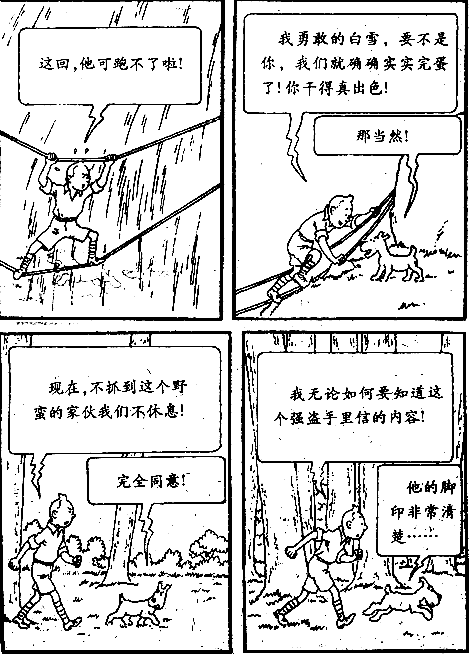 这回,他可跑不了啦!
我勇敢的白雪,要不是
你,我们就确确实实完蛋
了!你干得真出色!
那当然!
现在,不抓到这个野
蛮的家伙我们不休息!
完全同意!
我无论如何要知道这
个强盗手里信的内容!
他的脚
印非常清
楚……